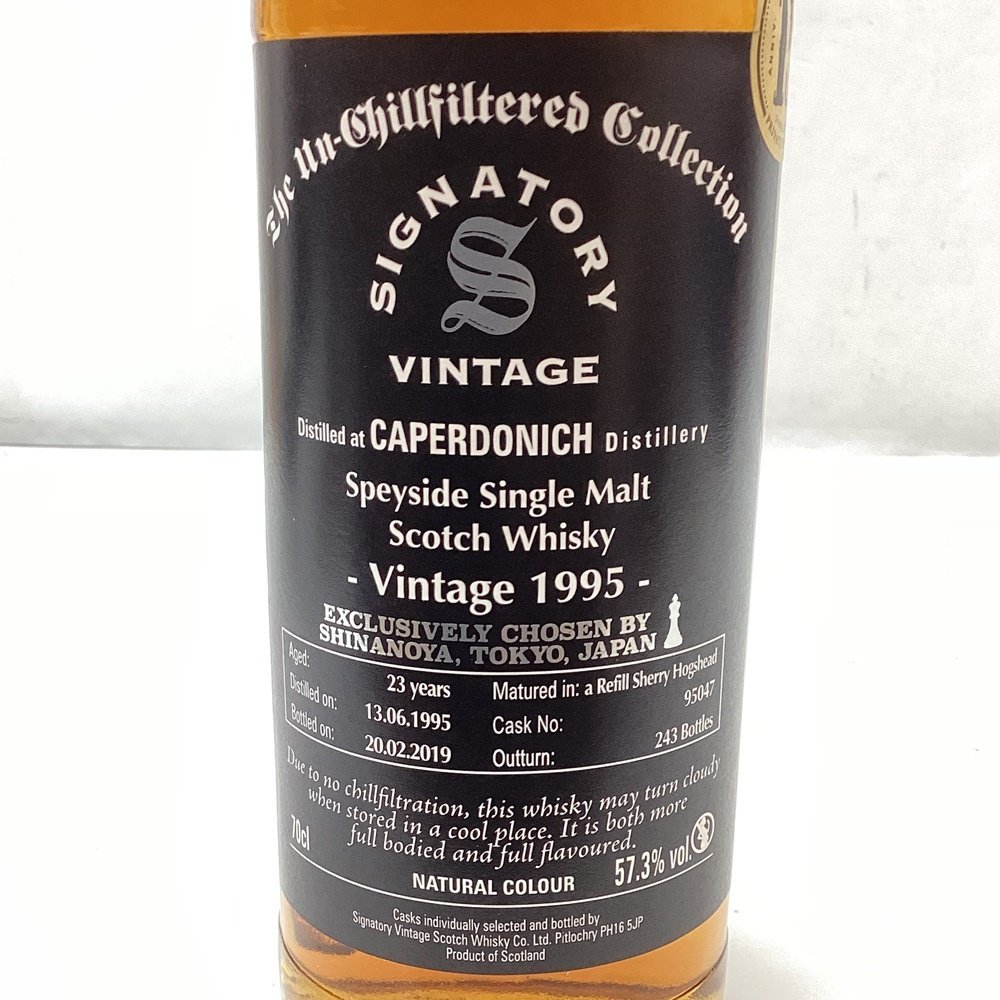 The Un-Chillfiltered Collection
SIGNATORY
S
VINTAGE
Distilled at CAPERDONICH Distillery
Speyside Single Malt
Scotch Whisky
- Vintage 1995 -
EXCLUSIVELY CHOSEN BY
SHINANOYA, TOKYO, JAPAN
Aged: 23 years Matured in: a Refill Sherry Hogshead
Distilled on: 13.06.1995 Cask No: 95047
Bottled on: 20.02.2019 Outturn: 243 Bottles
Due to no chillfiltration, this whisky may turn cloudy
when stored in a cool place. It is both more
full bodied and full flavoured.
70cl 57.3% vol.
NATURAL COLOUR
Casks individually selected and bottled by
Signatory Vintage Scotch Whisky Co. Ltd. Pitlochry PH16 5JP
Product of Scotland